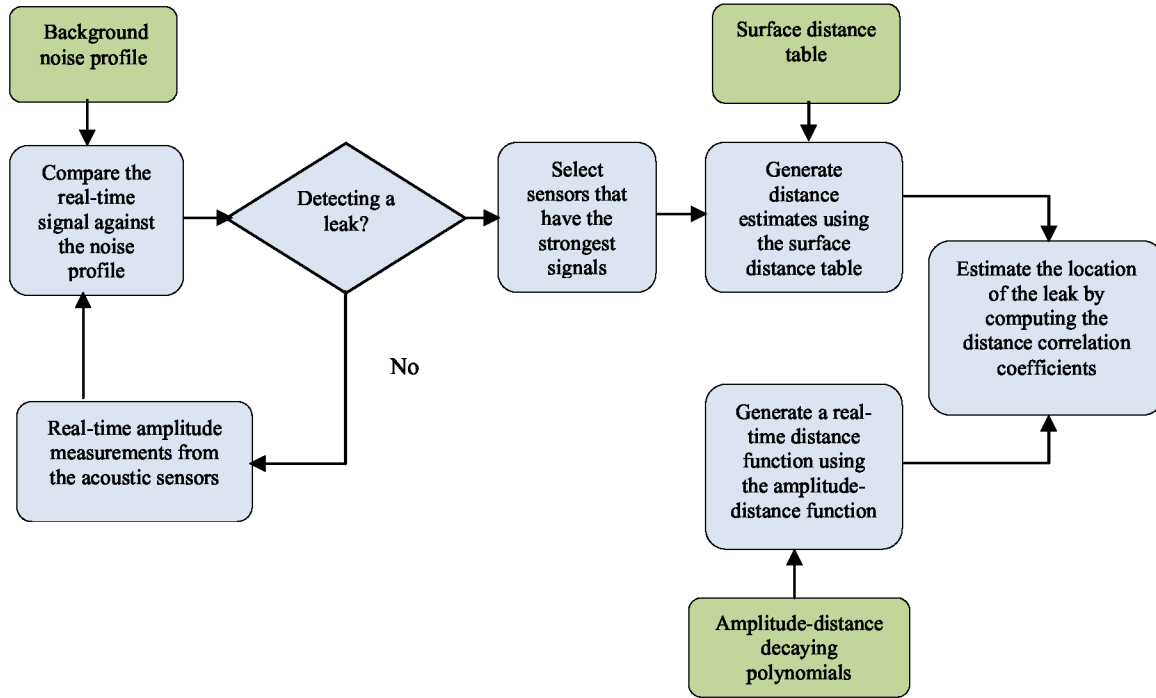 Background
noise profile
Surface distance
table
Compare the
real-time
signal against
the noise
profile
Detecting a
leak?
Select
sensors that
have the
strongest
signals
Generate
distance
estimates using
the surface
distance table
Estimate the location
of the leak by
computing the
distance correlation
coefficients
No
Real-time amplitude
measurements from
the acoustic sensors
Generate a real-
time distance
function using
the amplitude-
distance function
Amplitude-distance
decaying
polynomials